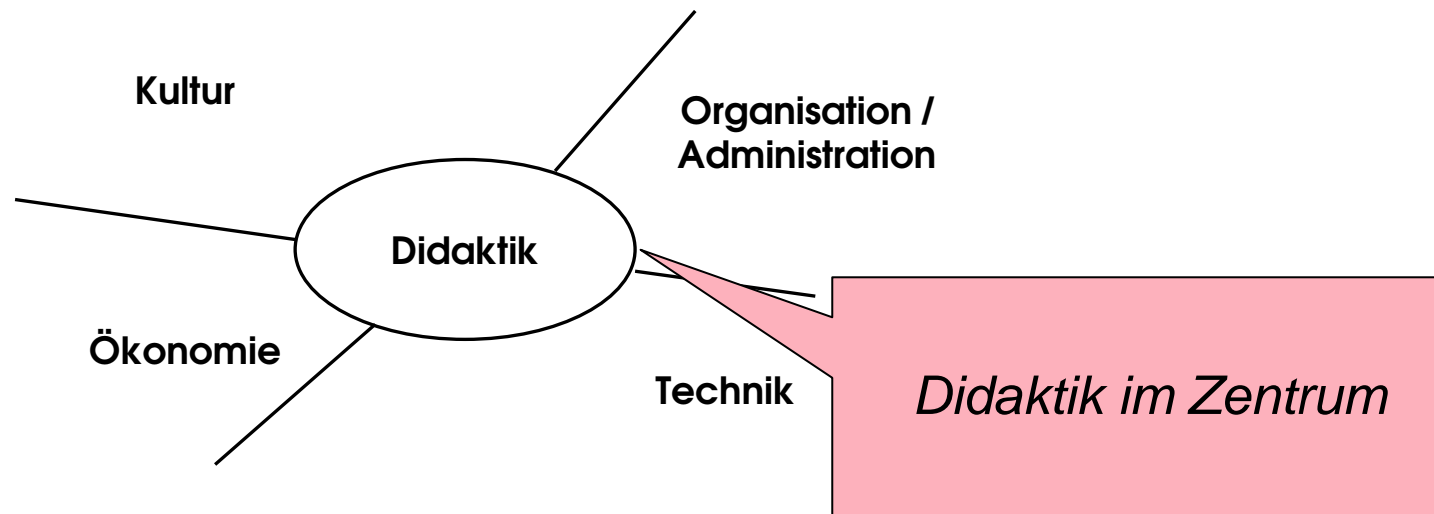 Kultur
Organisation /
Administration
Didaktik
Ökonomie
Technik
Didaktik im Zentrum